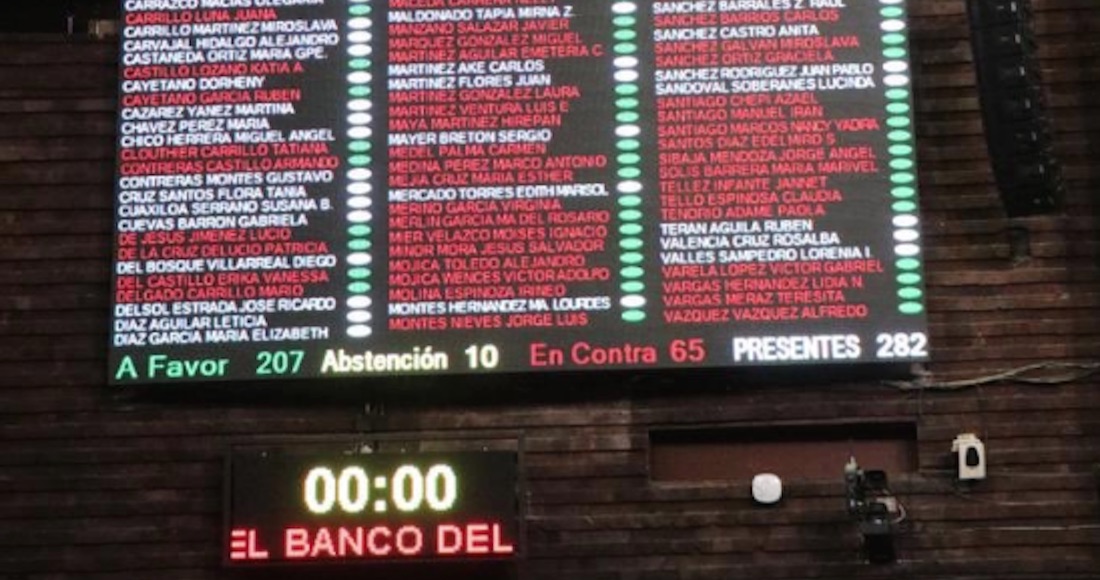 CARRAZCO MACIAS OLEGARIA
CARRILLO LUNA JUANA
CARRILLO MARTINEZ MIROSLAVA
CARVAJAL HIDALGO ALEJANDRO
CASTAÑEDA ORTIZ MARIA GPE.
CASTILLO LOZANO KATIA A
CAYETANO DORHENY
CAYETANO GARCIA RUBEN
CAZAREZ YAÑEZ MARTINA
CHAVEZ PEREZ MARIA
CHICO HERRERA MIGUEL ANGEL
CLOUTHIER CARRILLO TATIANA
CONTRERAS CASTILLO ARMANDO
CONTRERAS MONTES GUSTAVO
CRUZ SANTOS FLORA TANIA
CUAXILOA SERRANO SUSANA B.
CUEVAS BARRON GABRIELA
DE JESUS JIMENEZ LUCIO
DE LA CRUZ DELUCIO PATRICIA
DEL BOSQUE VILLARREAL DIEGO
DEL CASTILLO ERIKA VANESSA
DELGADO CARRILLO MARIO
DELSOL ESTRADA JOSE RICARDO
DIAZ AGUILAR LETICIA
DIAZ GARCIA MARIA ELIZABETH
MACEDA CARRERA
MALDONADO TAPIA MIRNA Z.
MANZANO SALAZAR JAVIER
MARQUEZ GONZALEZ MIGUEL
MARTINEZ AGUILAR EMETERIA C.
MARTINEZ AKE CARLOS
MARTINEZ FLORES JUAN
MARTINEZ GONZALEZ LAURA
MARTINEZ VENTURA LUIS E
MAYA MARTINEZ HIREPAN
MAYER BRETON SERGIO
MEDEL PALMA CARMEN
MEDINA PEREZ MARCO ANTONIO
MEJIA CRUZ MARIA ESTHER
MERCADO TORRES EDITH MARISOL
MERINO GARCIA VIRGINIA
MERLIN GARCIA MA DEL ROSARIO
MIER VELAZCO MOISES IGNACIO
MINOR MORA JESUS SALVADOR
MOJICA TOLEDO ALEJANDRO
MOJICA WENCES VICTOR ADOLFO
MOLINA ESPINOZA IRINEO
MONTES HERNANDEZ MA. LOURDES
MONTES NIEVES JORGE LUIS
SANCHEZ BARRALES Z. RAUL
SANCHEZ BARRIOS CARLOS
SANCHEZ CASTRO ANITA
SANCHEZ GALVAN MIROSLAVA
SANCHEZ ORTIZ GRACIELA
SANCHEZ RODRIGUEZ JUAN PABLO
SANDOVAL SOBERANES LUCINDA
SANTIAGO CHEPI AZAEL
SANTIAGO MANUEL IRAN
SANTIAGO MARCOS NANCY YADIRA
SANTOS DIAZ EDELMIRO S
SIBAJA MENDOZA JORGE ANGEL
SOLIS BARRERA MARIA MARIVEL
TELLEZ INFANTE JANNET
TELLO ESPINOSA CLAUDIA
TENORIO ADAME PAOLA
TERAN AGUILA RUBEN
VALENCIA CRUZ ROSALBA
VALLES SAMPEDRO LORENIA I.
VARELA LOPEZ VICTOR GABRIEL
VARGAS HERNANDEZ LIDIA N.
VARGAS MERAZ TERESITA
VAZQUEZ VAZQUEZ ALFREDO
A Favor 207 Abstención 10 En Contra 65 PRESENTES 282
00:00
EL BANCO DEL